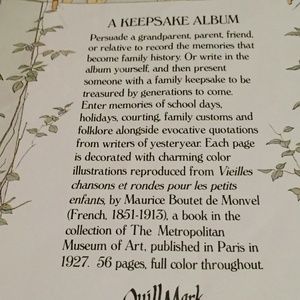 A KEEPSAKE ALBUM
Persuade a grandparent, parent, friend,
or relative to record the memories that
become family history. Or write in the
album yourself, and then present
someone with a family keepsake to be
treasured by generations to come.
Enter memories of school days,
holidays, courting, family customs and
folklore alongside evocative quotations
from writers of yesteryear. Each page
is decorated with charming color
illustrations reproduced from Vieilles
chansons et rondes pour les petits
enfants, by Maurice Boutet de Monvel
(French, 1851-1913), a book in the
collection of The Metropolitan
Museum of Art, published in Paris in
1927. 56 pages, full color throughout.
Quill Mark